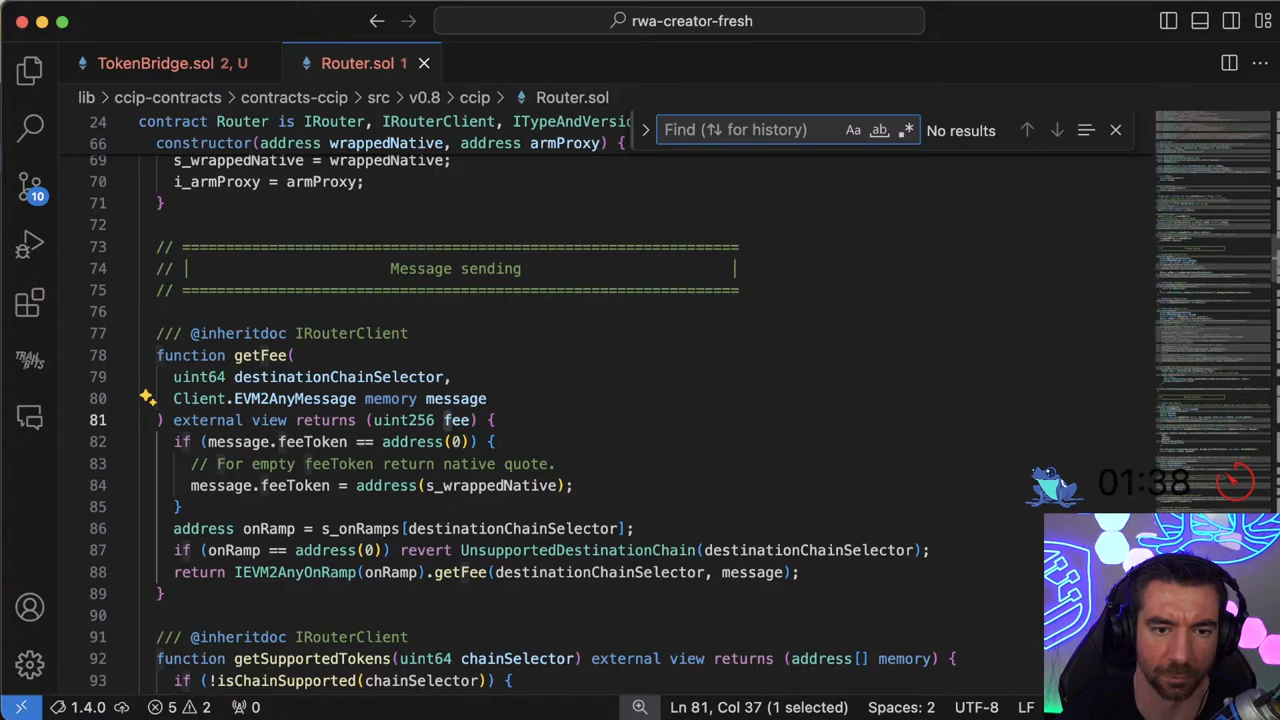 rwa-creator-fresh
TokenBridge.sol 2, U
Router.sol 1
lib > ccip-contracts > contracts-ccip > src > v0.8 > ccip > Router.sol
Find (⇅ for history)
Aa
ab
.*
No results
24 contract Router is IRouter, IRouterClient, ITypeAndVersi
66 constructor(address wrappedNative, address armProxy) {
69 s_wrappedNative = wrappedNative;
70 i_armProxy = armProxy;
71 }
72
73 // ================================================================
74 // | Message sending |
75 // ================================================================
76
77 /// @inheritdoc IRouterClient
78 function getFee(
79 uint64 destinationChainSelector,
80 Client.EVM2AnyMessage memory message
81 ) external view returns (uint256 fee) {
82 if (message.feeToken == address(0)) {
83 // For empty feeToken return native quote.
84 message.feeToken = address(s_wrappedNative);
85 }
86 address onRamp = s_onRamps[destinationChainSelector];
87 if (onRamp == address(0)) revert UnsupportedDestinationChain(destinationChainSelector);
88 return IEVM2AnyOnRamp(onRamp).getFee(destinationChainSelector, message);
89 }
90
91 /// @inheritdoc IRouterClient
92 function getSupportedTokens(uint64 chainSelector) external view returns (address[] memory) {
93 if (!isChainSupported(chainSelector)) {
10
TRAIL OF BITS
01:38
1.4.0
5
2
0
Ln 81, Col 37 (1 selected)
Spaces: 2
UTF-8
LF